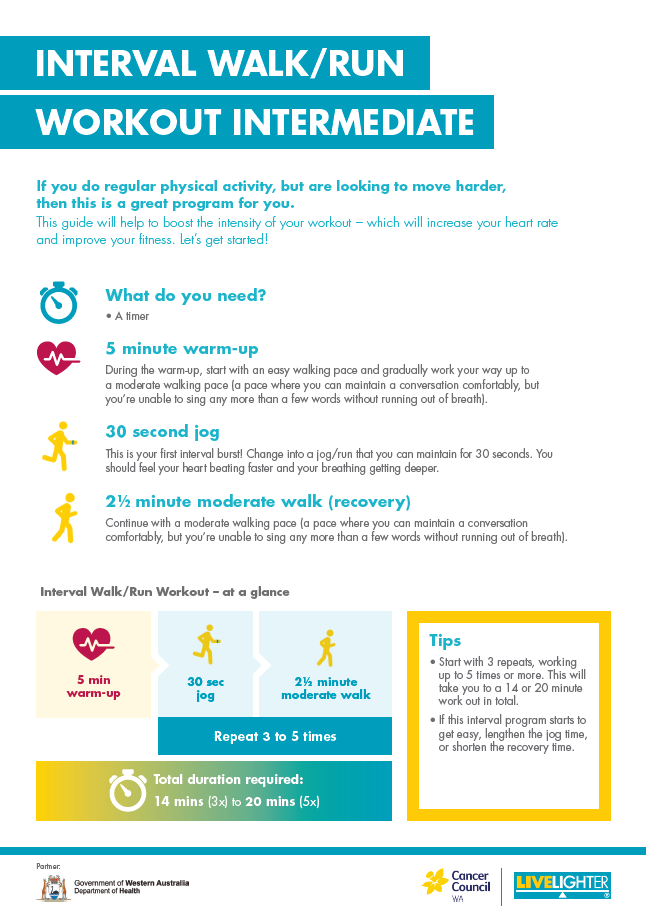 INTERVAL WALK/RUN
WORKOUT INTERMEDIATE
If you do regular physical activity, but are looking to move harder,
then this is a great program for you.
This guide will help to boost the intensity of your workout – which will increase your heart rate
and improve your fitness. Let's get started!
What do you need?
• A timer
5 minute warm-up
During the warm-up, start with an easy walking pace and gradually work your way up to
a moderate walking pace (a pace where you can maintain a conversation comfortably, but
you're unable to sing any more than a few words without running out of breath).
30 second jog
This is your first interval burst! Change into a jog/run that you can maintain for 30 seconds. You
should feel your heart beating faster and your breathing getting deeper.
2½ minute moderate walk (recovery)
Continue with a moderate walking pace (a pace where you can maintain a conversation
comfortably, but you're unable to sing any more than a few words without running out of breath).
Interval Walk/Run Workout – at a glance
5 min
warm-up
30 sec
jog
2½ minute
moderate walk
Repeat 3 to 5 times
Total duration required:
14 mins (3x) to 20 mins (5x)
Tips
• Start with 3 repeats, working
up to 5 times or more. This will
take you to a 14 or 20 minute
work out in total.
• If this interval program starts to
get easy, lengthen the jog time,
or shorten the recovery time.
Partner:
Government of Western Australia
Department of Health
Cancer
Council
WA
LIVELIGHTER®